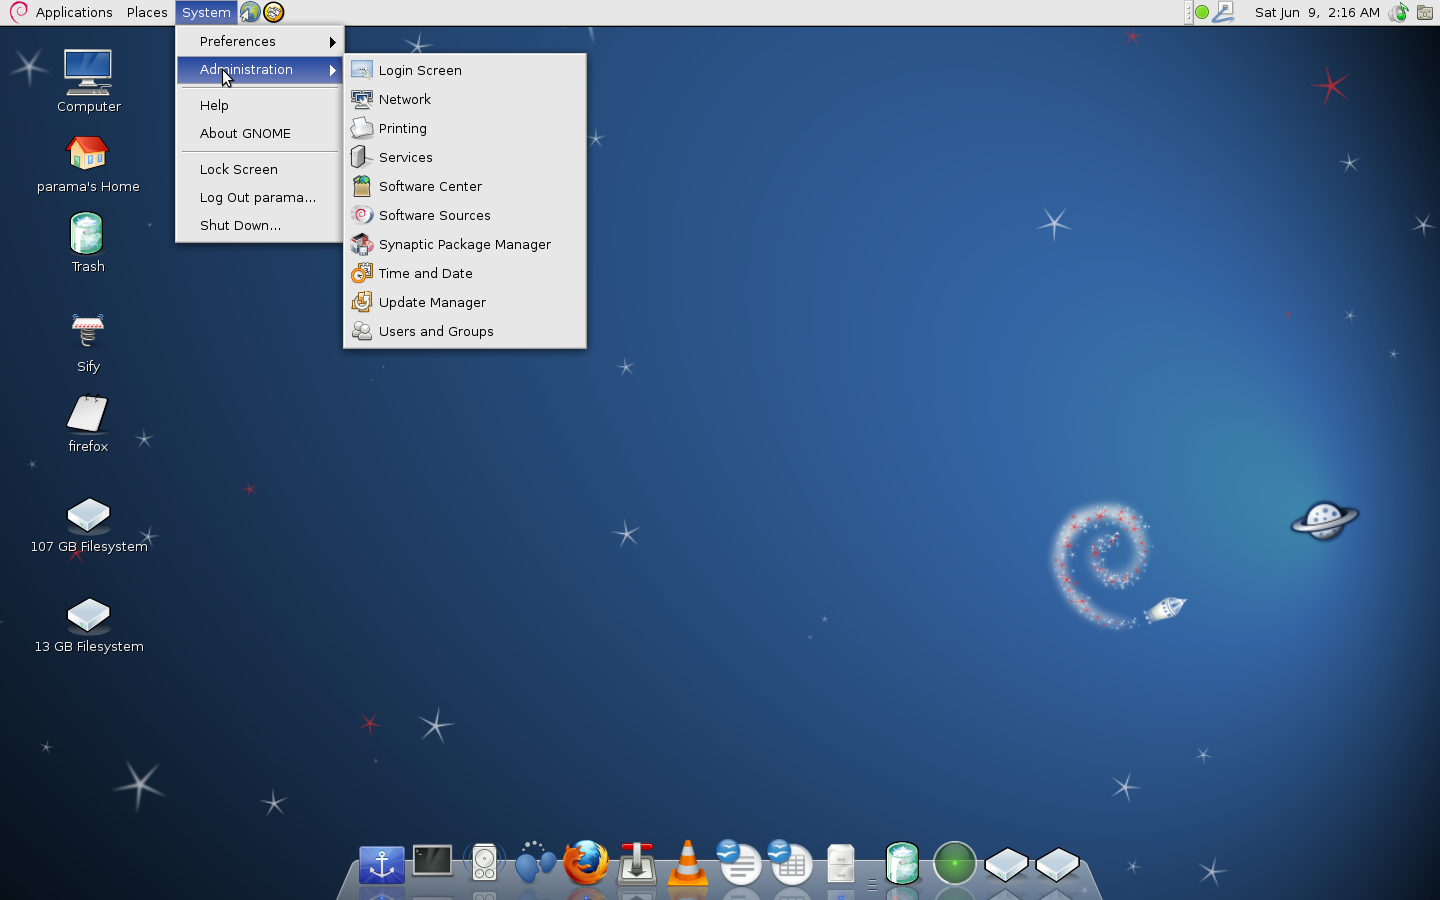 Applications Places System
Sat Jun 9, 2:16 AM
Preferences
Administration
Help
About GNOME
Lock Screen
Log Out parama...
Shut Down...
Login Screen
Network
Printing
Services
Software Center
Software Sources
Synaptic Package Manager
Time and Date
Update Manager
Users and Groups
Computer
parama's Home
Trash
Sify
firefox
107 GB Filesystem
13 GB Filesystem